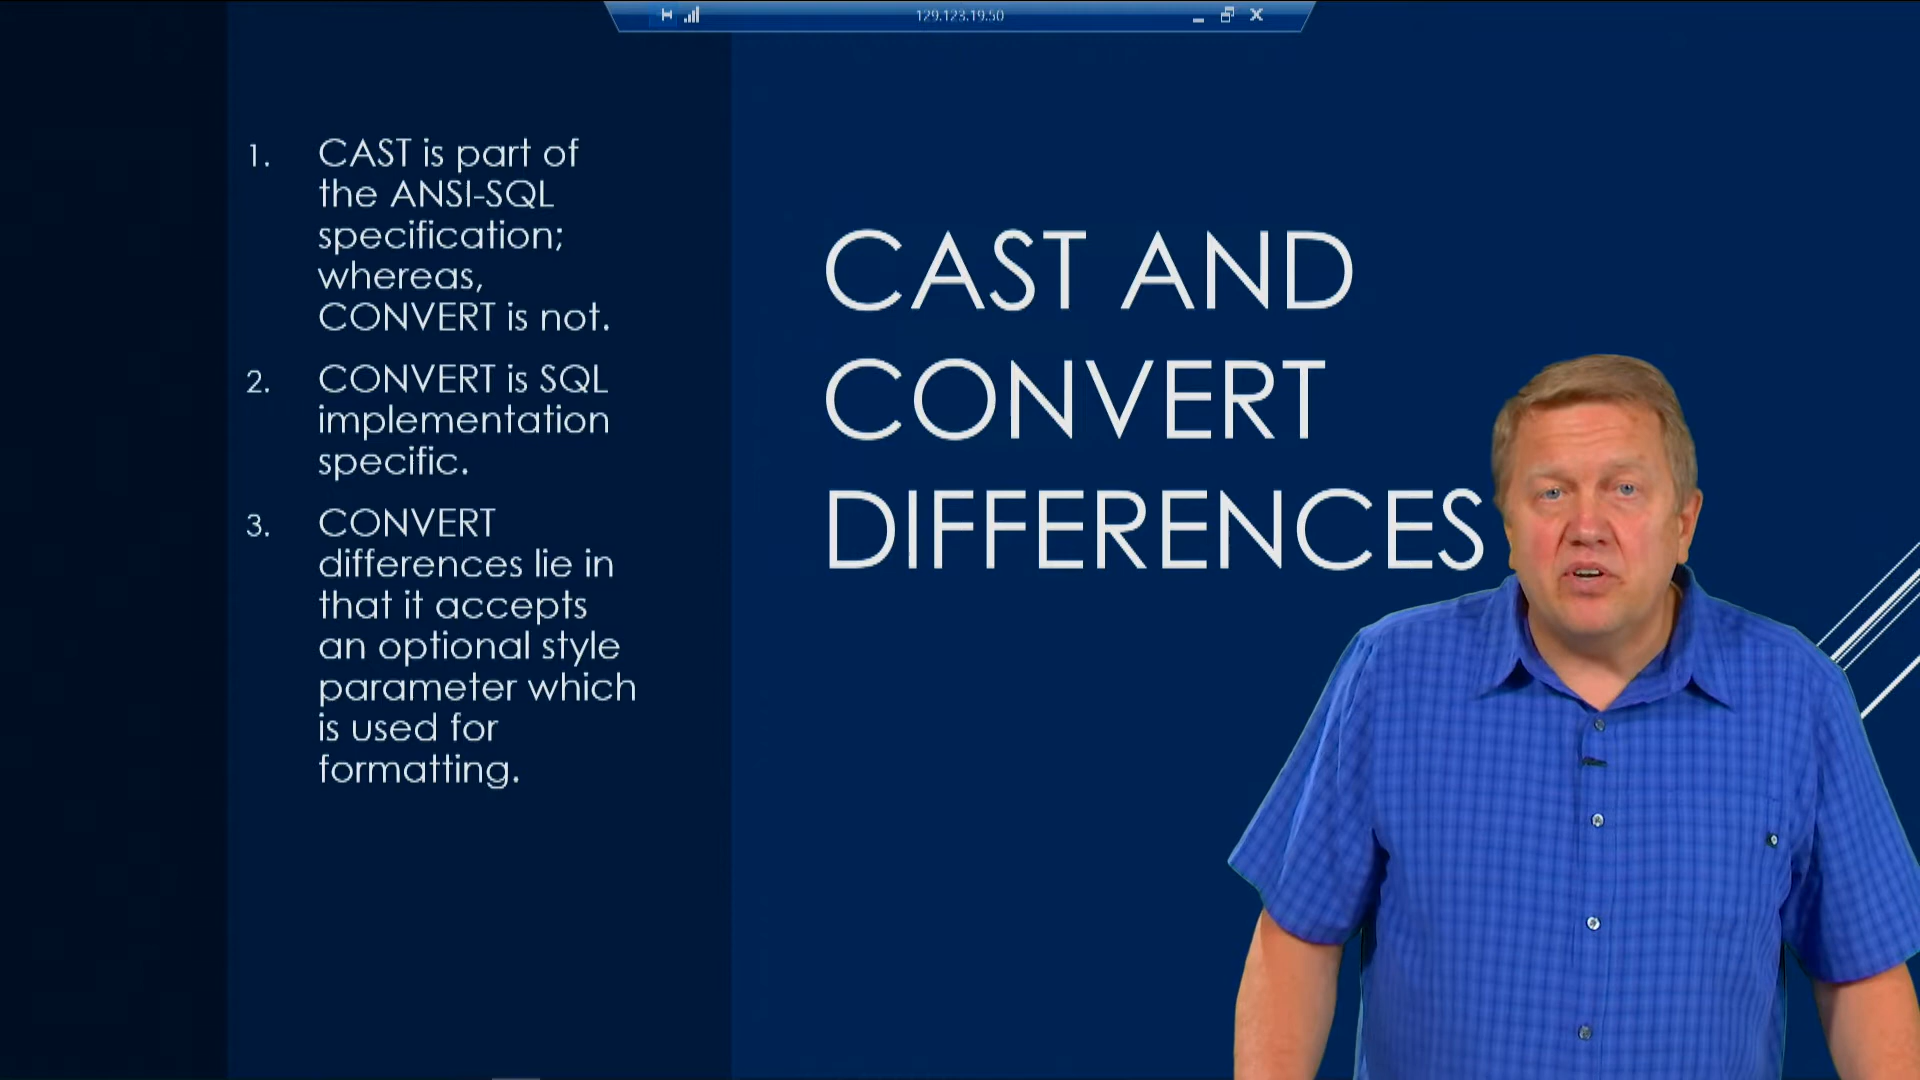 129.123.19.50
1. CAST is part of
the ANSI-SQL
specification;
whereas,
CONVERT is not.
2. CONVERT is SQL
implementation
specific.
3. CONVERT
differences lie in
that it accepts
an optional style
parameter which
is used for
formatting.
CAST AND
CONVERT
DIFFERENCES